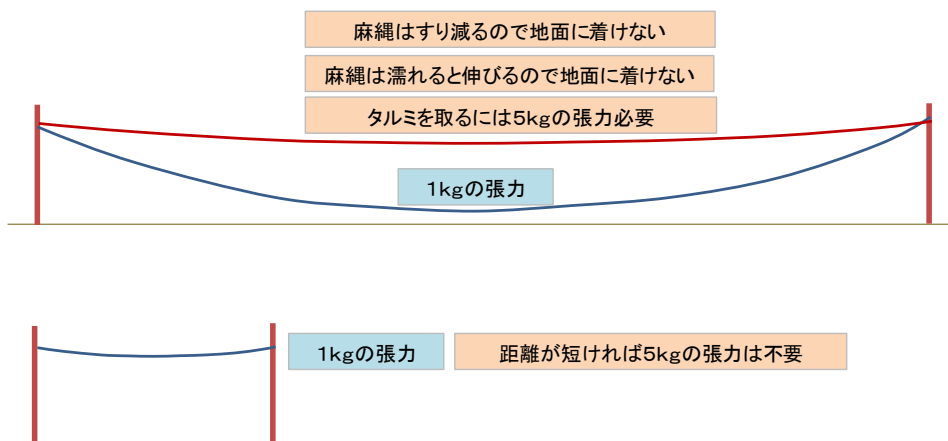 麻縄はすり減るので地面に着けない
麻縄は濡れると伸びるので地面に着けない
タルミを取るには5kgの張力必要
1kgの張力
1kgの張力
距離が短ければ5kgの張力は不要